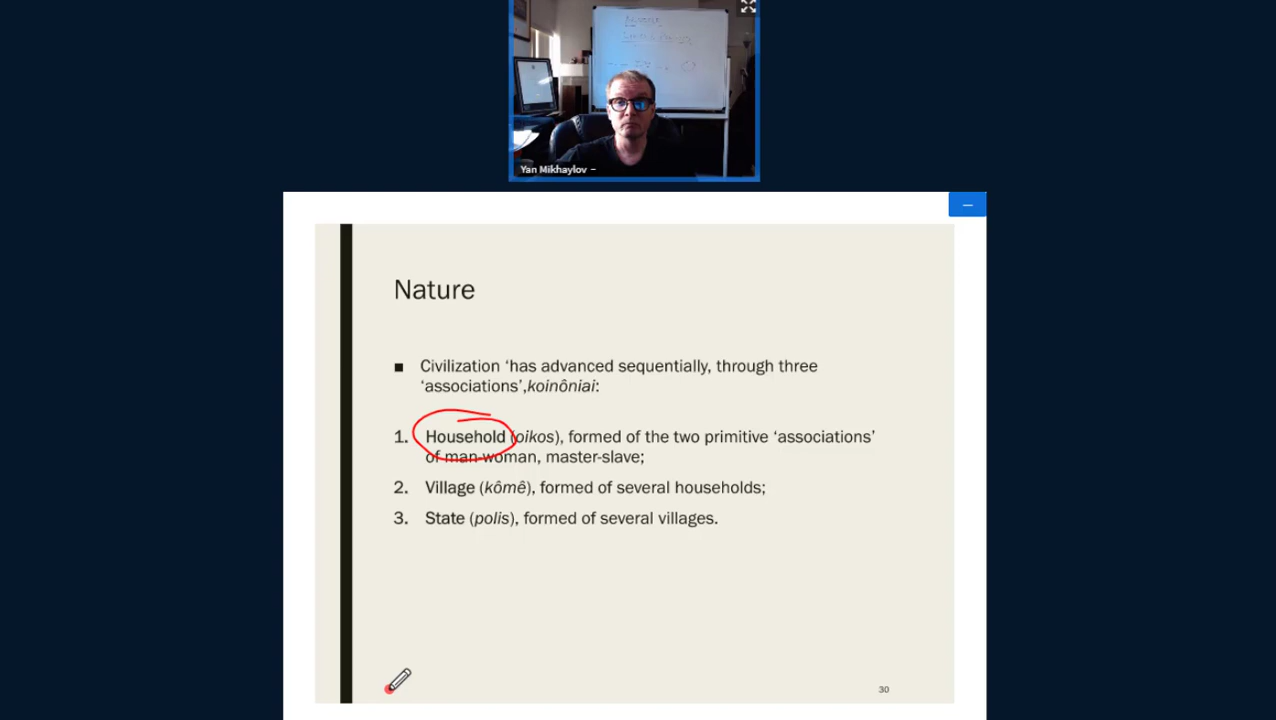 Yan Mikhaylov –
Nature
■ Civilization ‘has advanced sequentially, through three
‘associations’,koinôniai:
1. Household (oikos), formed of the two primitive ‘associations’
of man-woman, master-slave;
2. Village (kômê), formed of several households;
3. State (polis), formed of several villages.
30